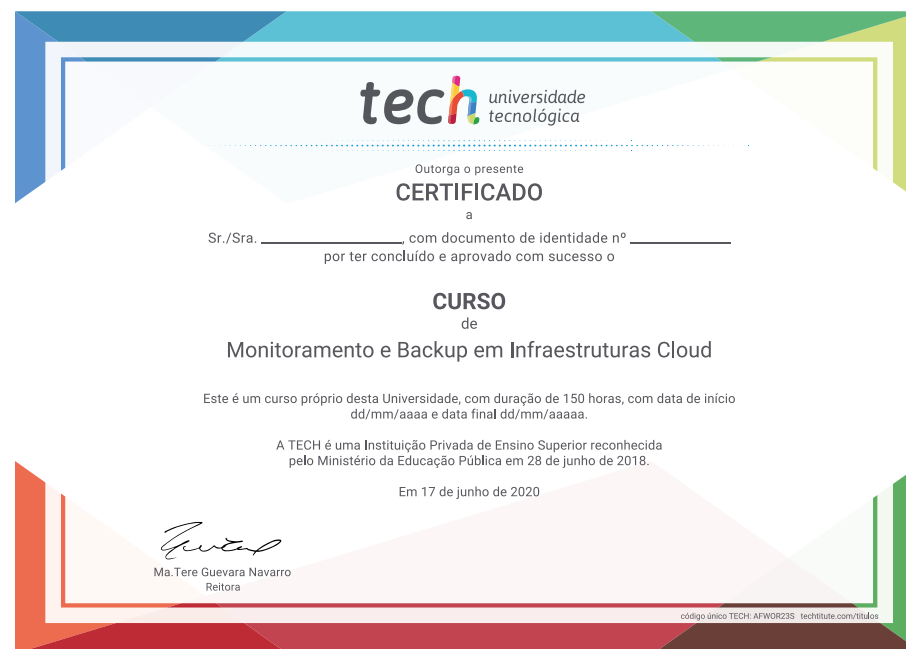 tech universidade
tecnológica
Outorga o presente
CERTIFICADO
a
Sr./Sra. ____________________, com documento de identidade nº ______________
por ter concluído e aprovado com sucesso o
CURSO
de
Monitoramento e Backup em Infraestruturas Cloud
Este é um curso próprio desta Universidade, com duração de 150 horas, com data de início
dd/mm/aaaa e data final dd/mm/aaaaa.
A TECH é uma Instituição Privada de Ensino Superior reconhecida
pelo Ministério da Educação Pública em 28 de junho de 2018.
Em 17 de junho de 2020
Ma.Tere Guevara Navarro
Reitora
código único TECH: AFWOR23S techtitute.com/titulos